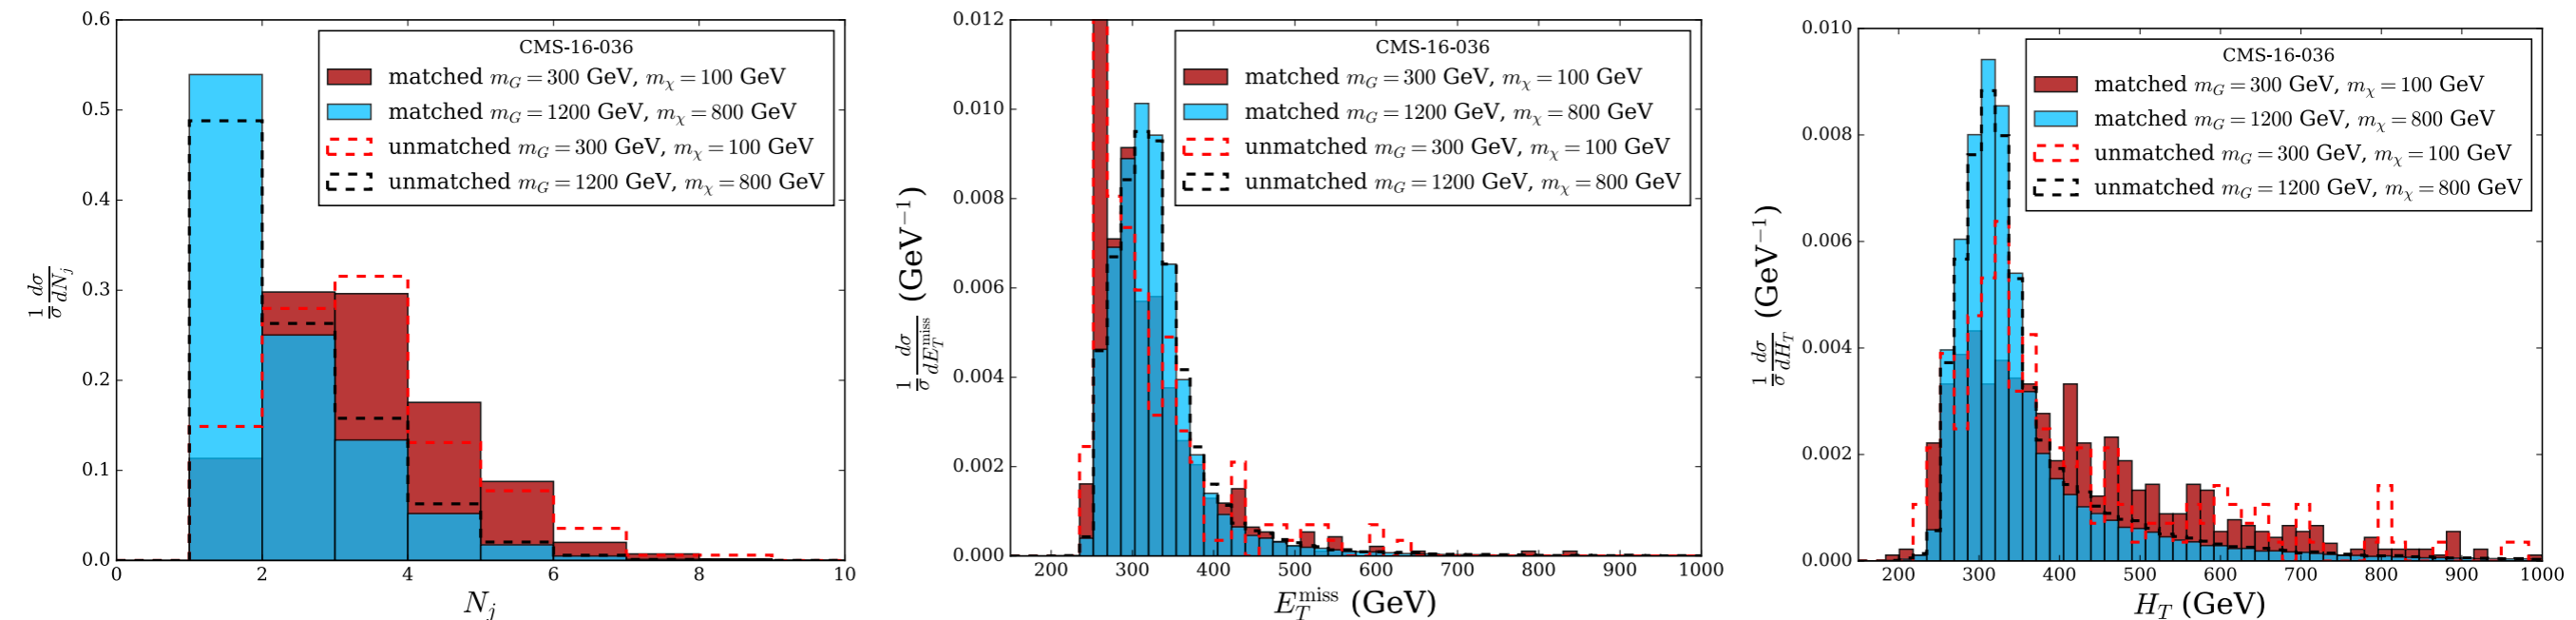 0.6
0.5
0.4
0.3
0.2
0.1
0.0
0 2 4 6 8 10
N_j
1/σ dσ/dN_j
CMS-16-036
matched m_G = 300 GeV, m_χ = 100 GeV
matched m_G = 1200 GeV, m_χ = 800 GeV
unmatched m_G = 300 GeV, m_χ = 100 GeV
unmatched m_G = 1200 GeV, m_χ = 800 GeV
0.012
0.010
0.008
0.006
0.004
0.002
0.000
200 300 400 500 600 700 800 900 1000
E_T^miss (GeV)
1/σ dσ/dE_T^miss (GeV^−1)
CMS-16-036
matched m_G = 300 GeV, m_χ = 100 GeV
matched m_G = 1200 GeV, m_χ = 800 GeV
unmatched m_G = 300 GeV, m_χ = 100 GeV
unmatched m_G = 1200 GeV, m_χ = 800 GeV
0.010
0.008
0.006
0.004
0.002
0.000
200 300 400 500 600 700 800 900 1000
H_T (GeV)
1/σ dσ/dH_T (GeV^−1)
CMS-16-036
matched m_G = 300 GeV, m_χ = 100 GeV
matched m_G = 1200 GeV, m_χ = 800 GeV
unmatched m_G = 300 GeV, m_χ = 100 GeV
unmatched m_G = 1200 GeV, m_χ = 800 GeV